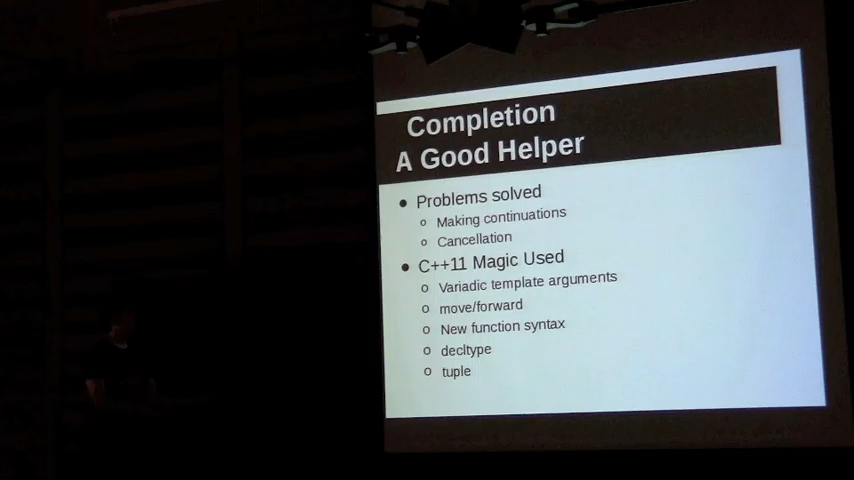 Completion
A Good Helper
● Problems solved
o Making continuations
o Cancellation
● C++11 Magic Used
o Variadic template arguments
o move/forward
o New function syntax
o decltype
o tuple